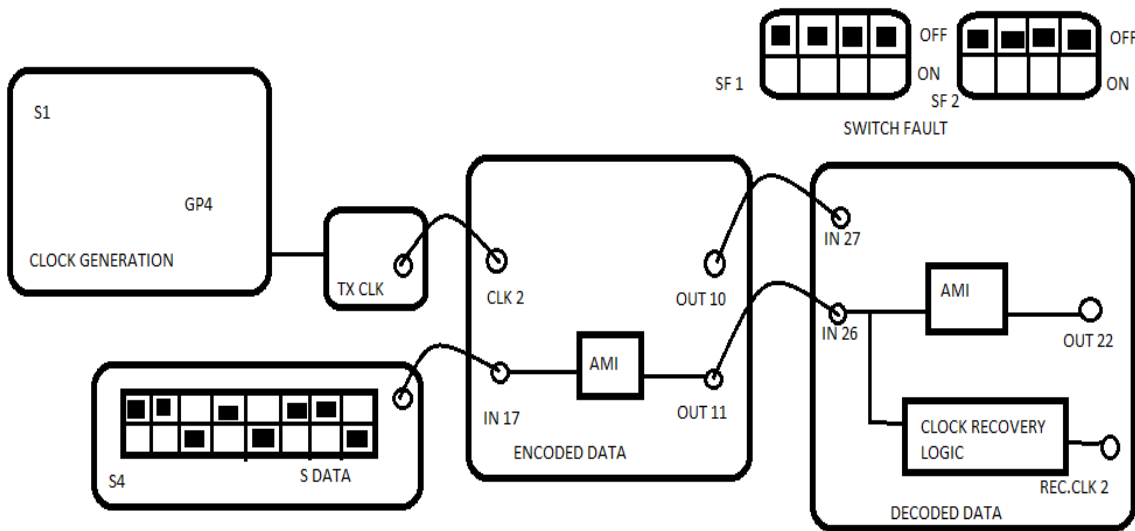 OFF
ON
SF 1
OFF
ON
SF 2
SWITCH FAULT
S1
GP4
CLOCK GENERATION
TX CLK
CLK 2
OUT 10
IN 17
AMI
OUT 11
ENCODED DATA
S4
S DATA
IN 27
IN 26
AMI
OUT 22
CLOCK RECOVERY
LOGIC
REC.CLK 2
DECODED DATA